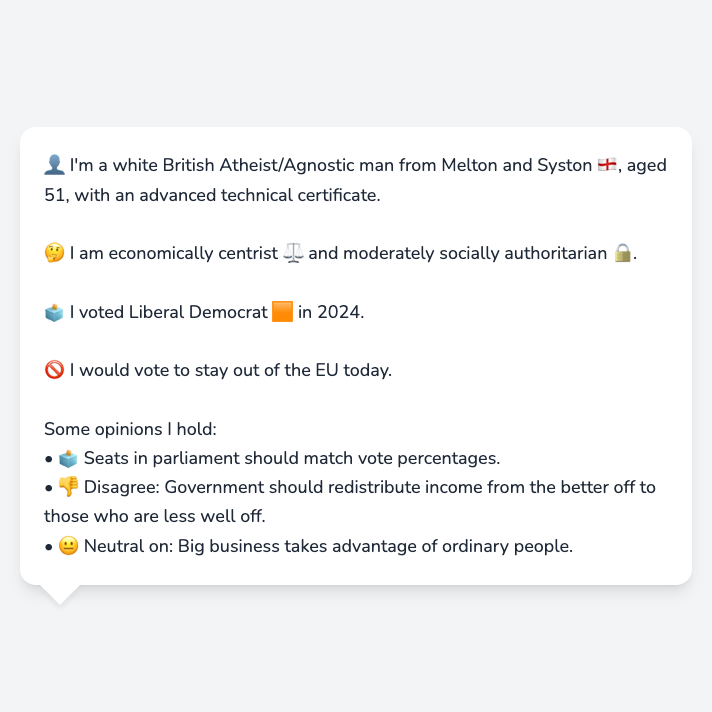 👤 I'm a white British Atheist/Agnostic man from Melton and Syston 🏴󠁧󠁢󠁥󠁮󠁧󠁿, aged
51, with an advanced technical certificate.
🤔 I am economically centrist ⚖️ and moderately socially authoritarian 🔒.
🗳️ I voted Liberal Democrat 🟧 in 2024.
🚫 I would vote to stay out of the EU today.
Some opinions I hold:
• 🗳️ Seats in parliament should match vote percentages.
• 👎 Disagree: Government should redistribute income from the better off to
those who are less well off.
• 😐 Neutral on: Big business takes advantage of ordinary people.